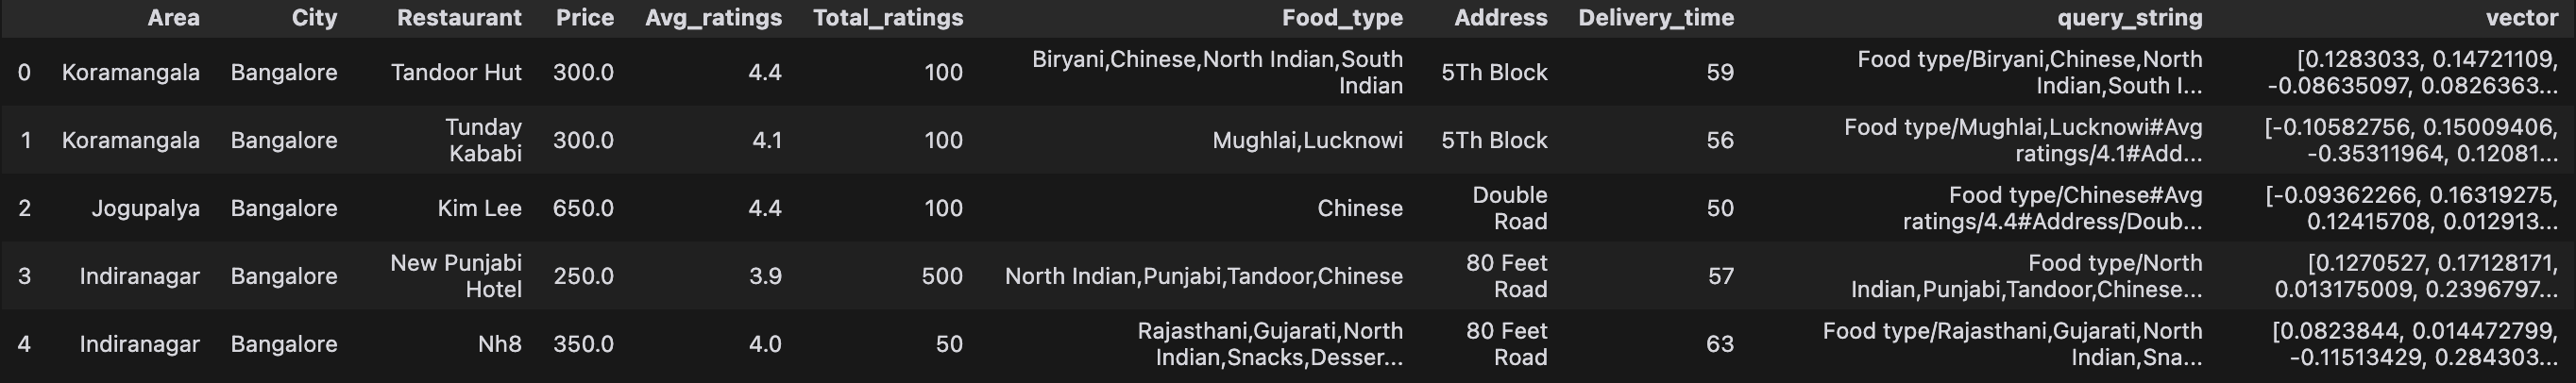 Area City Restaurant Price Avg_ratings Total_ratings Food_type Address Delivery_time query_string vector
0 Koramangala Bangalore Tandoor Hut 300.0 4.4 100 Biryani,Chinese,North Indian,South Indian 5Th Block 59 Food type/Biryani,Chinese,North Indian,South I... [0.1283033, 0.14721109, -0.08635097, 0.0826363...
1 Koramangala Bangalore Tunday Kababi 300.0 4.1 100 Mughlai,Lucknowi 5Th Block 56 Food type/Mughlai,Lucknowi#Avg ratings/4.1#Add... [-0.10582756, 0.15009406, -0.35311964, 0.12081...
2 Jogupalya Bangalore Kim Lee 650.0 4.4 100 Chinese Double Road 50 Food type/Chinese#Avg ratings/4.4#Address/Doub... [-0.09362266, 0.16319275, 0.12415708, 0.012913...
3 Indiranagar Bangalore New Punjabi Hotel 250.0 3.9 500 North Indian,Punjabi,Tandoor,Chinese 80 Feet Road 57 Food type/North Indian,Punjabi,Tandoor,Chinese... [0.1270527, 0.17128171, 0.013175009, 0.2396797...
4 Indiranagar Bangalore Nh8 350.0 4.0 50 Rajasthani,Gujarati,North Indian,Snacks,Desser... 80 Feet Road 63 Food type/Rajasthani,Gujarati,North Indian,Sna... [0.0823844, 0.014472799, -0.11513429, 0.284303...